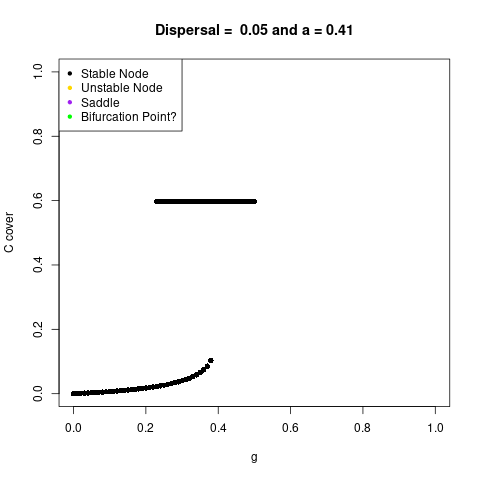 Dispersal =  0.05 and a = 0.41
Stable Node
Unstable Node
Saddle
Bifurcation Point?
C cover
1.0
0.8
0.6
0.4
0.2
0.0
0.0 0.2 0.4 0.6 0.8 1.0
g